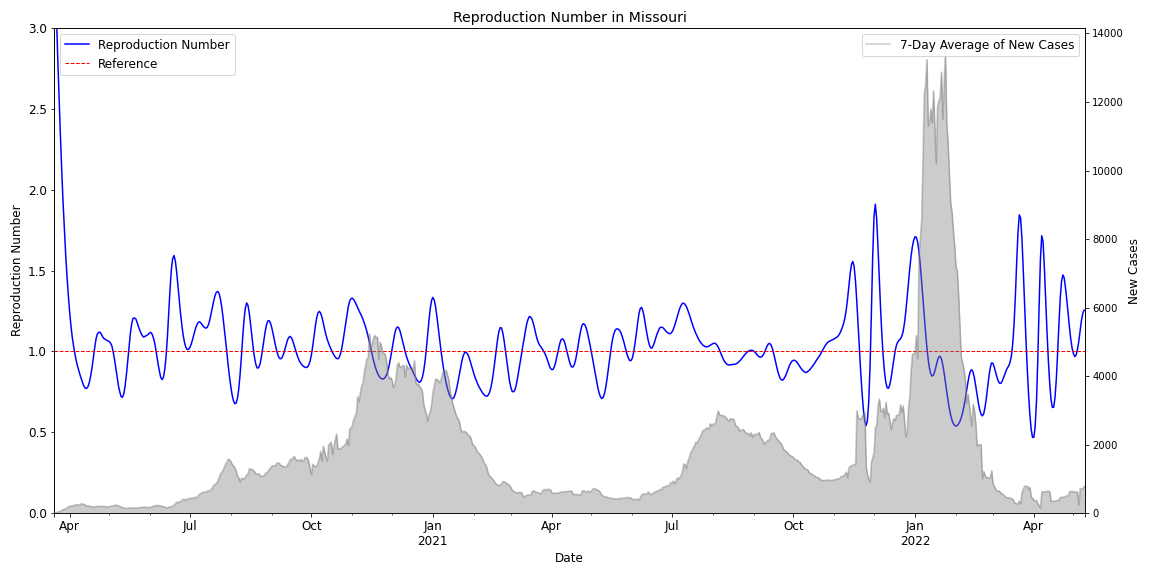 Reproduction Number in Missouri
Reproduction Number
Reference
7-Day Average of New Cases
3.0
2.5
2.0
1.5
1.0
0.5
0.0
Reproduction Number
14000
12000
10000
8000
6000
4000
2000
0
New Cases
Apr
Jul
Oct
Jan
2021
Apr
Jul
Oct
Jan
2022
Apr
Date